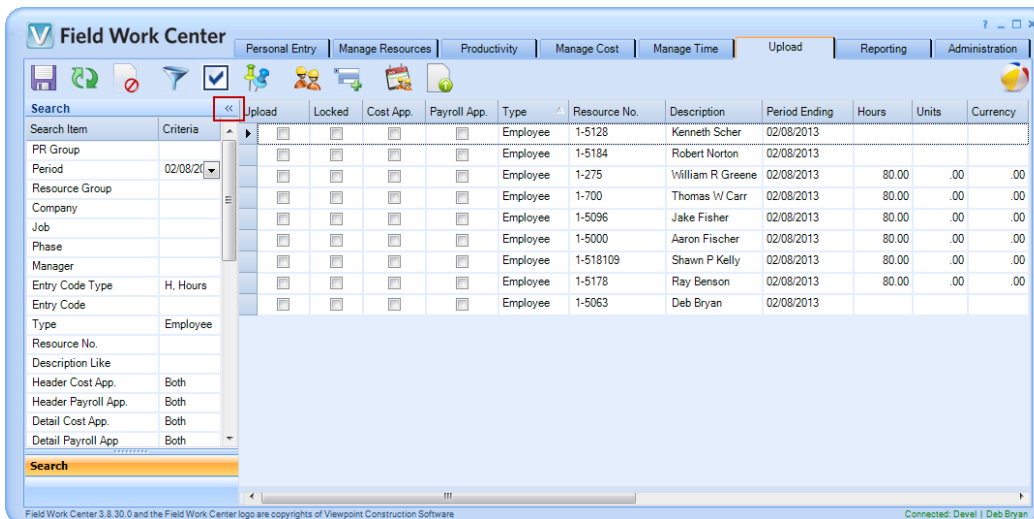 ? _ □ x
V Field Work Center
Personal Entry Manage Resources Productivity Manage Cost Manage Time Upload Reporting Administration
Search «
Search Item Criteria
PR Group
Period 02/08/20
Resource Group
Company
Job
Phase
Manager
Entry Code Type H, Hours
Entry Code
Type Employee
Resource No.
Description Like
Header Cost App. Both
Header Payroll App. Both
Detail Cost App. Both
Detail Payroll App Both
Search
Upload Locked Cost App. Payroll App. Type Resource No. Description Period Ending Hours Units Currency
Employee 1-5128 Kenneth Scher 02/08/2013
Employee 1-5184 Robert Norton 02/08/2013
Employee 1-275 William R Greene 02/08/2013 80.00 .00 .00
Employee 1-700 Thomas W Carr 02/08/2013 80.00 .00 .00
Employee 1-5096 Jake Fisher 02/08/2013 80.00 .00 .00
Employee 1-5000 Aaron Fischer 02/08/2013 80.00 .00 .00
Employee 1-518109 Shawn P Kelly 02/08/2013 80.00 .00 .00
Employee 1-5178 Ray Benson 02/08/2013 80.00 .00 .00
Employee 1-5063 Deb Bryan 02/08/2013
Field Work Center 3.8.30.0 and the Field Work Center logo are copyrights of Viewpoint Construction Software Connected: Devel | Deb Bryan